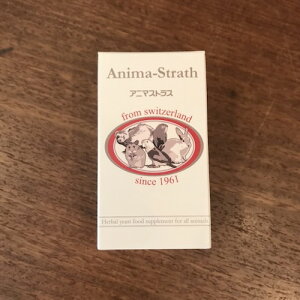 Anima-Strath
アニマストラス
from switzerland
since 1961
Herbal yeast food supplement for all animals